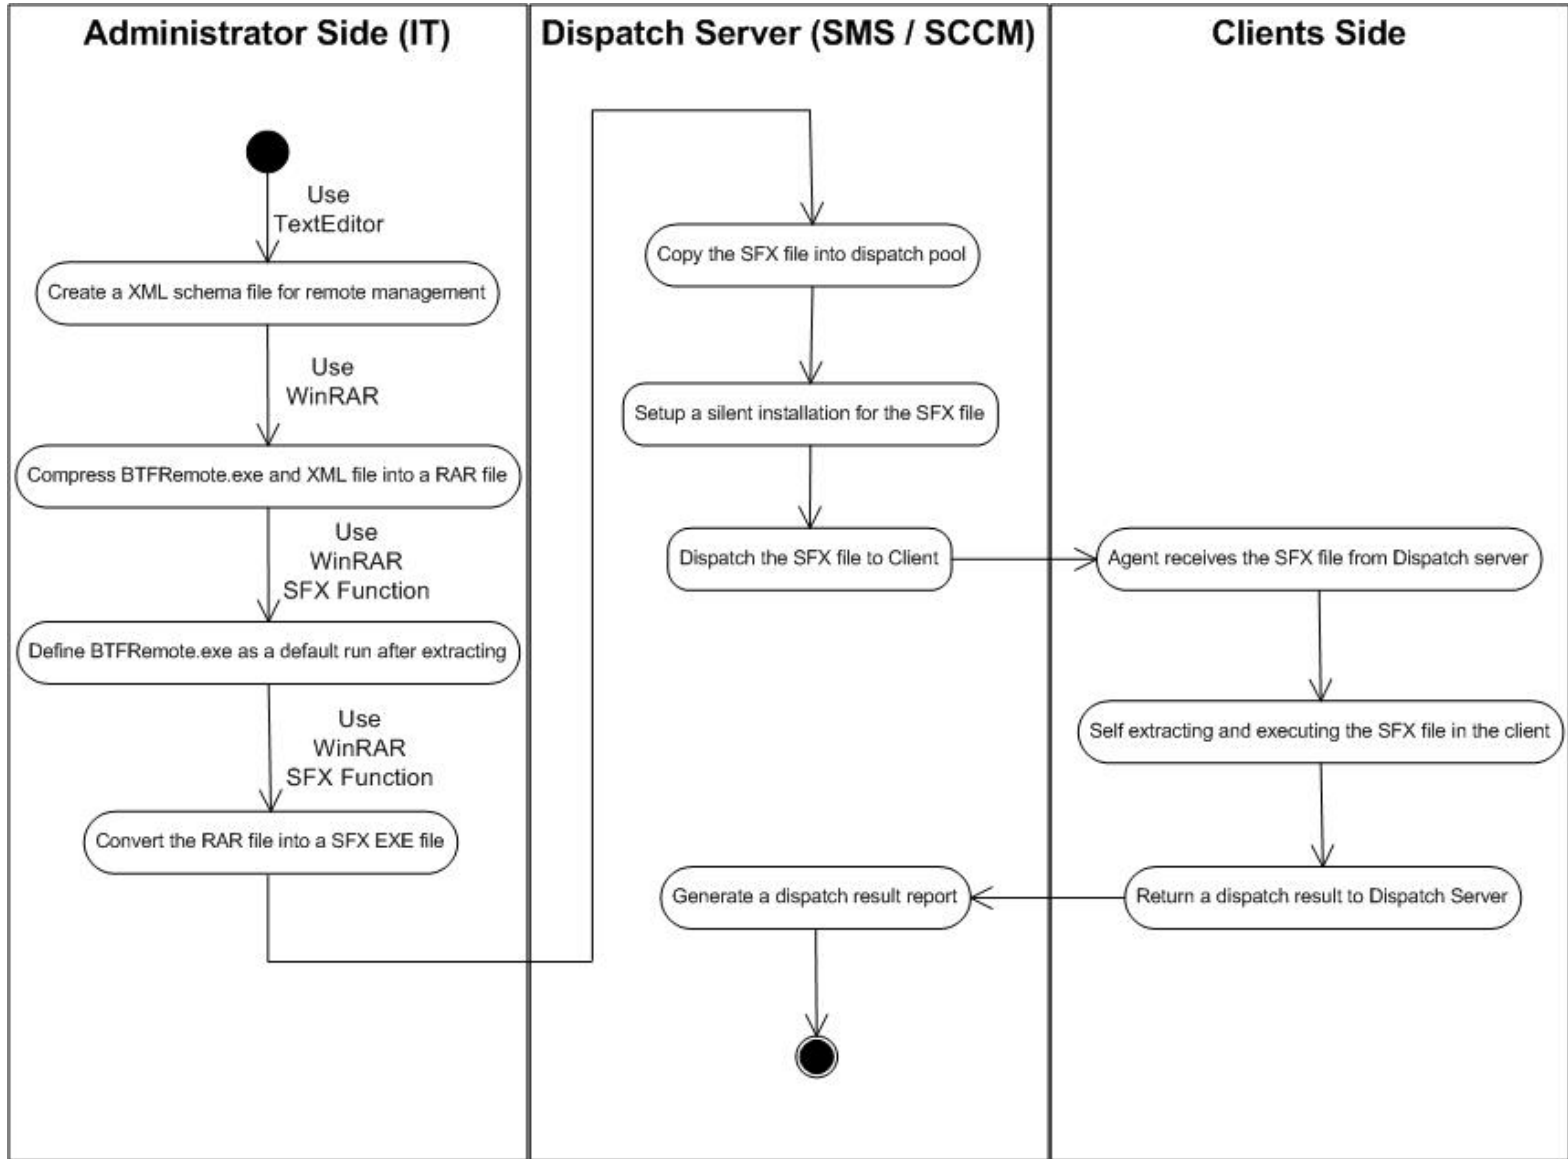 Administrator Side (IT)
Dispatch Server (SMS / SCCM)
Clients Side
Use
TextEditor
Create a XML schema file for remote management
Use
WinRAR
Compress BTFRemote.exe and XML file into a RAR file
Use
WinRAR
SFX Function
Define BTFRemote.exe as a default run after extracting
Use
WinRAR
SFX Function
Convert the RAR file into a SFX EXE file
Copy the SFX file into dispatch pool
Setup a silent installation for the SFX file
Dispatch the SFX file to Client
Agent receives the SFX file from Dispatch server
Self extracting and executing the SFX file in the client
Return a dispatch result to Dispatch Server
Generate a dispatch result report